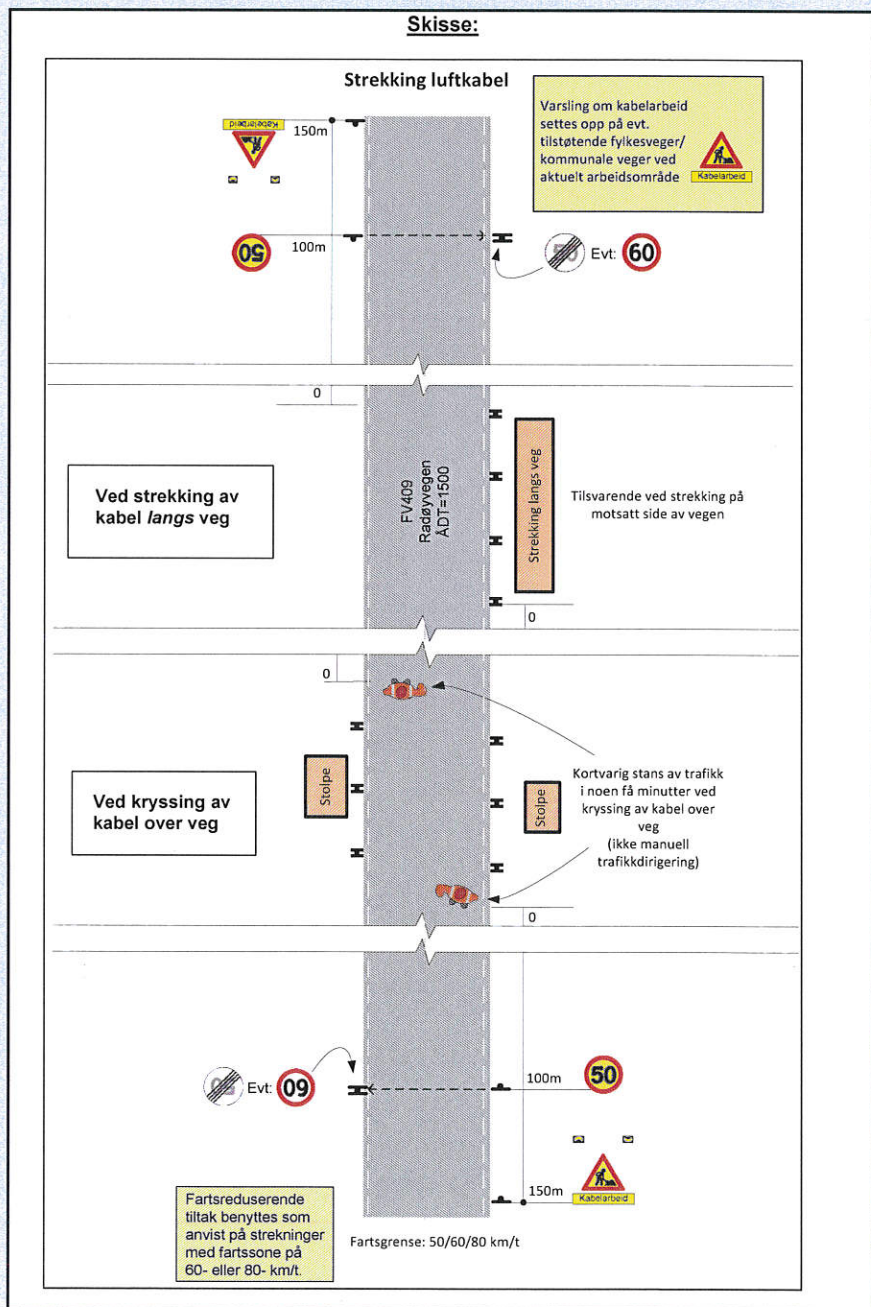 Skisse:
Strekking luftkabel
Kabelarbeid
150m
Varsling om kabelarbeid
settes opp på evt.
tilstøtende fylkesveger/
kommunale veger ved
aktuelt arbeidsområde
Kabelarbeid
50
100m
50
Evt:
60
0
Ved strekking av
kabel langs veg
FV409
Radøyvegen
ÅDT=1500
Strekking langs veg
Tilsvarende ved strekking på
motsatt side av vegen
0
0
Ved kryssing av
kabel over veg
Stolpe
Stolpe
Kortvarig stans av trafikk
i noen få minutter ved
kryssing av kabel over
veg
(ikke manuell
trafikkdirigering)
0
50
Evt:
60
100m
50
150m
Kabelarbeid
Fartsreduserende
tiltak benyttes som
anvist på strekninger
med fartssone på
60- eller 80- km/t.
Fartsgrense: 50/60/80 km/t